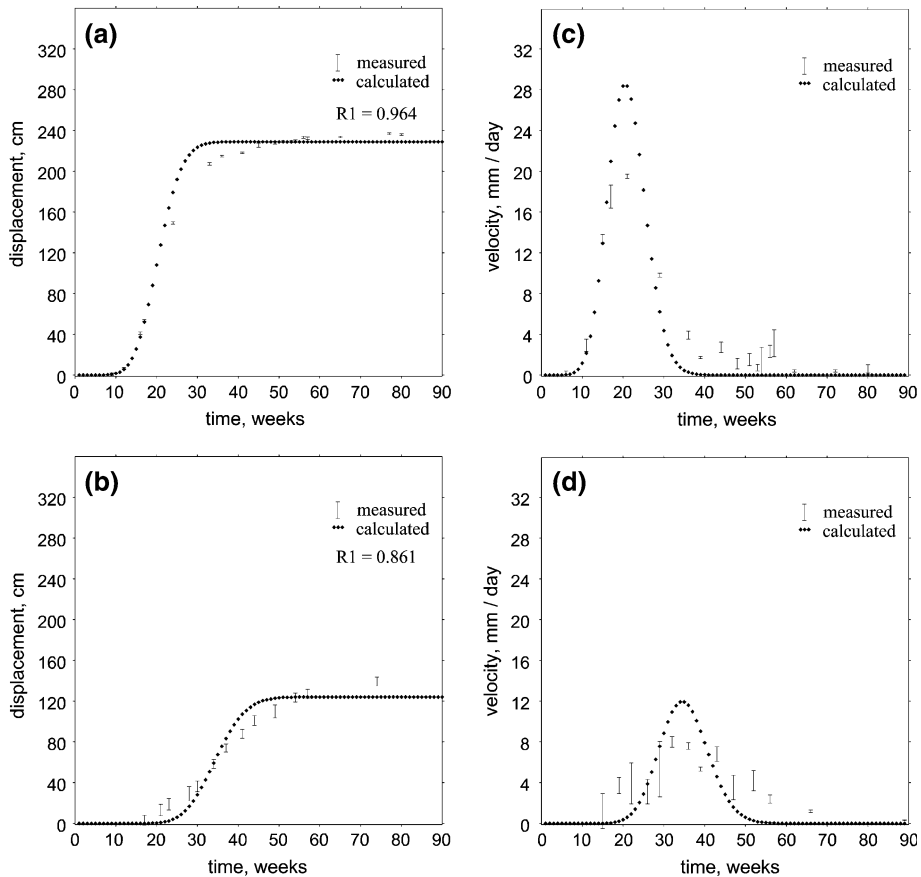 (a)
measured
calculated
R1 = 0.964
320
280
240
200
160
120
80
40
0
displacement, cm
0 10 20 30 40 50 60 70 80 90
time, weeks
(c)
measured
calculated
32
28
24
20
16
12
8
4
0
velocity, mm / day
0 10 20 30 40 50 60 70 80 90
time, weeks
(b)
measured
calculated
R1 = 0.861
320
280
240
200
160
120
80
40
0
displacement, cm
0 10 20 30 40 50 60 70 80 90
time, weeks
(d)
measured
calculated
32
28
24
20
16
12
8
4
0
velocity, mm / day
0 10 20 30 40 50 60 70 80 90
time, weeks